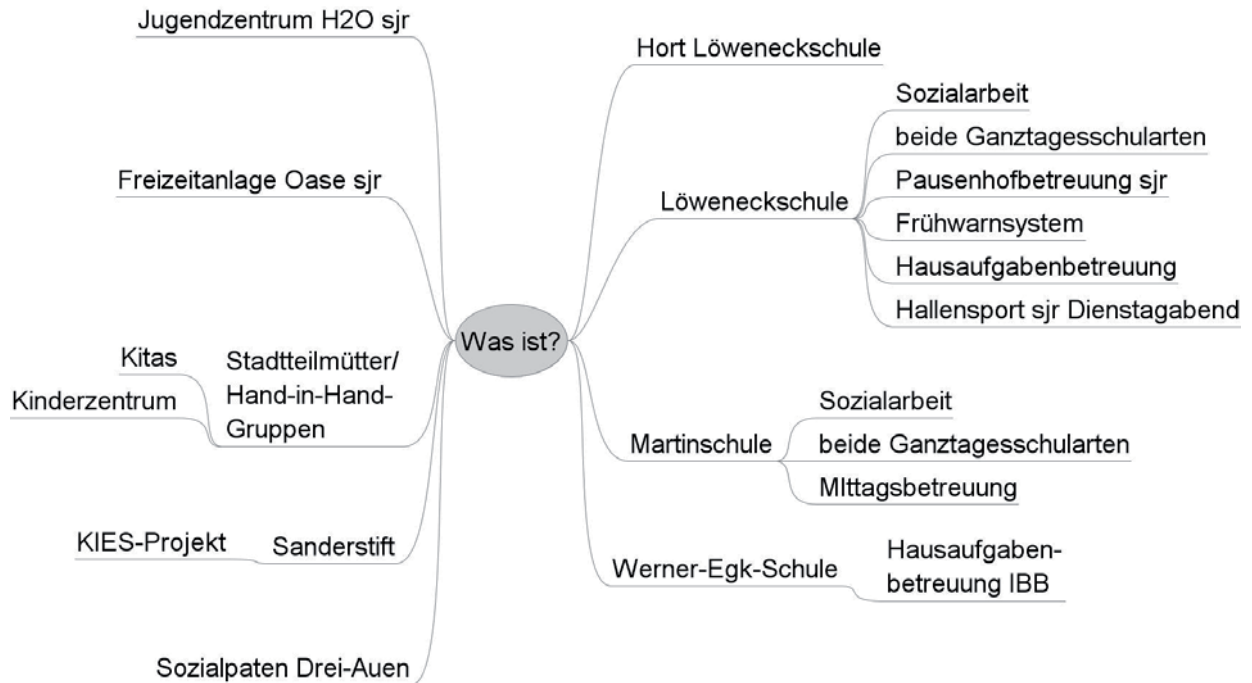 Jugendzentrum H2O sjr
Freizeitanlage Oase sjr
Kitas
Kinderzentrum
Stadtteilmütter/
Hand-in-Hand-
Gruppen
KIES-Projekt
Sanderstift
Sozialpaten Drei-Auen
Was ist?
Hort Löweneckschule
Löweneckschule
Sozialarbeit
beide Ganztagesschularten
Pausenhofbetreuung sjr
Frühwarnsystem
Hausaufgabenbetreuung
Hallensport sjr Dienstagabend
Martinschule
Sozialarbeit
beide Ganztagesschularten
MIttagsbetreuung
Werner-Egk-Schule
Hausaufgaben-
betreuung IBB